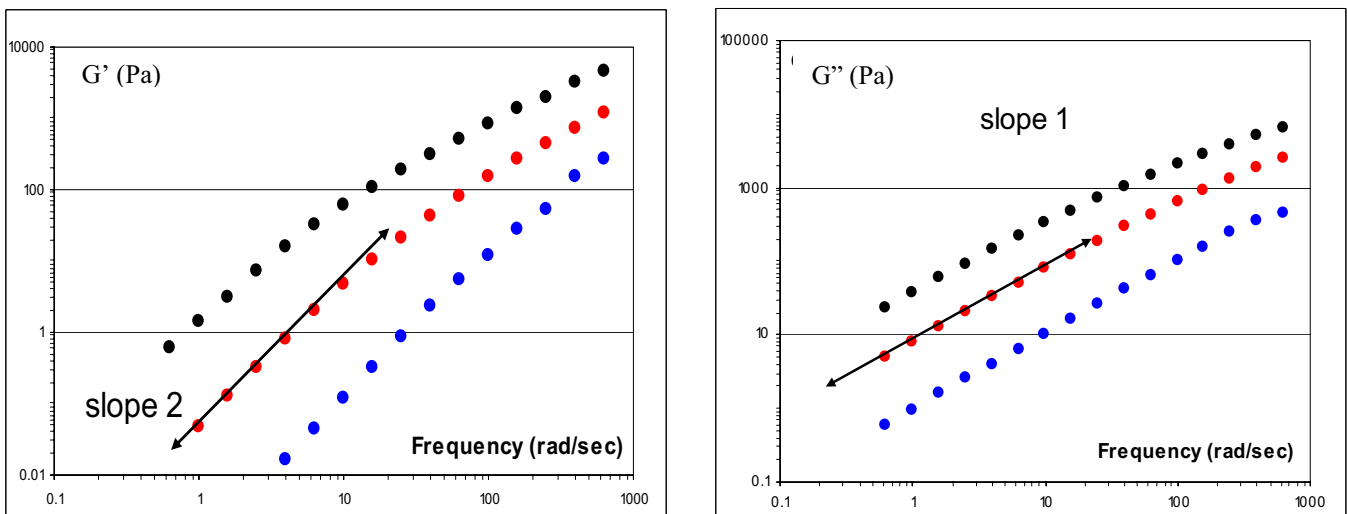 10000
G’ (Pa)
100
1
slope 2
Frequency (rad/sec)
0.01
0.1 1 10 100 1000
100000
G” (Pa)
slope 1
1000
10
Frequency (rad/sec)
0.1
0.1 1 10 100 1000